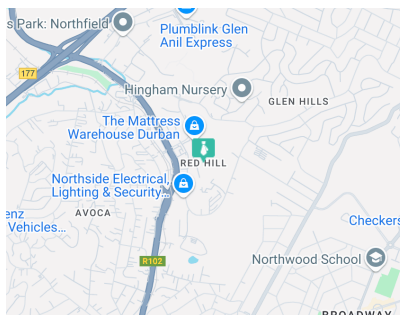 s Park: Northfield
Plumblink Glen
Anil Express
177
Hingham Nursery
GLEN HILLS
The Mattress
Warehouse Durban
RED HILL
Northside Electrical,
Lighting & Security...
AVOCA
enz
Vehicles...
Checkers
R102
Northwood School
BROADWAY